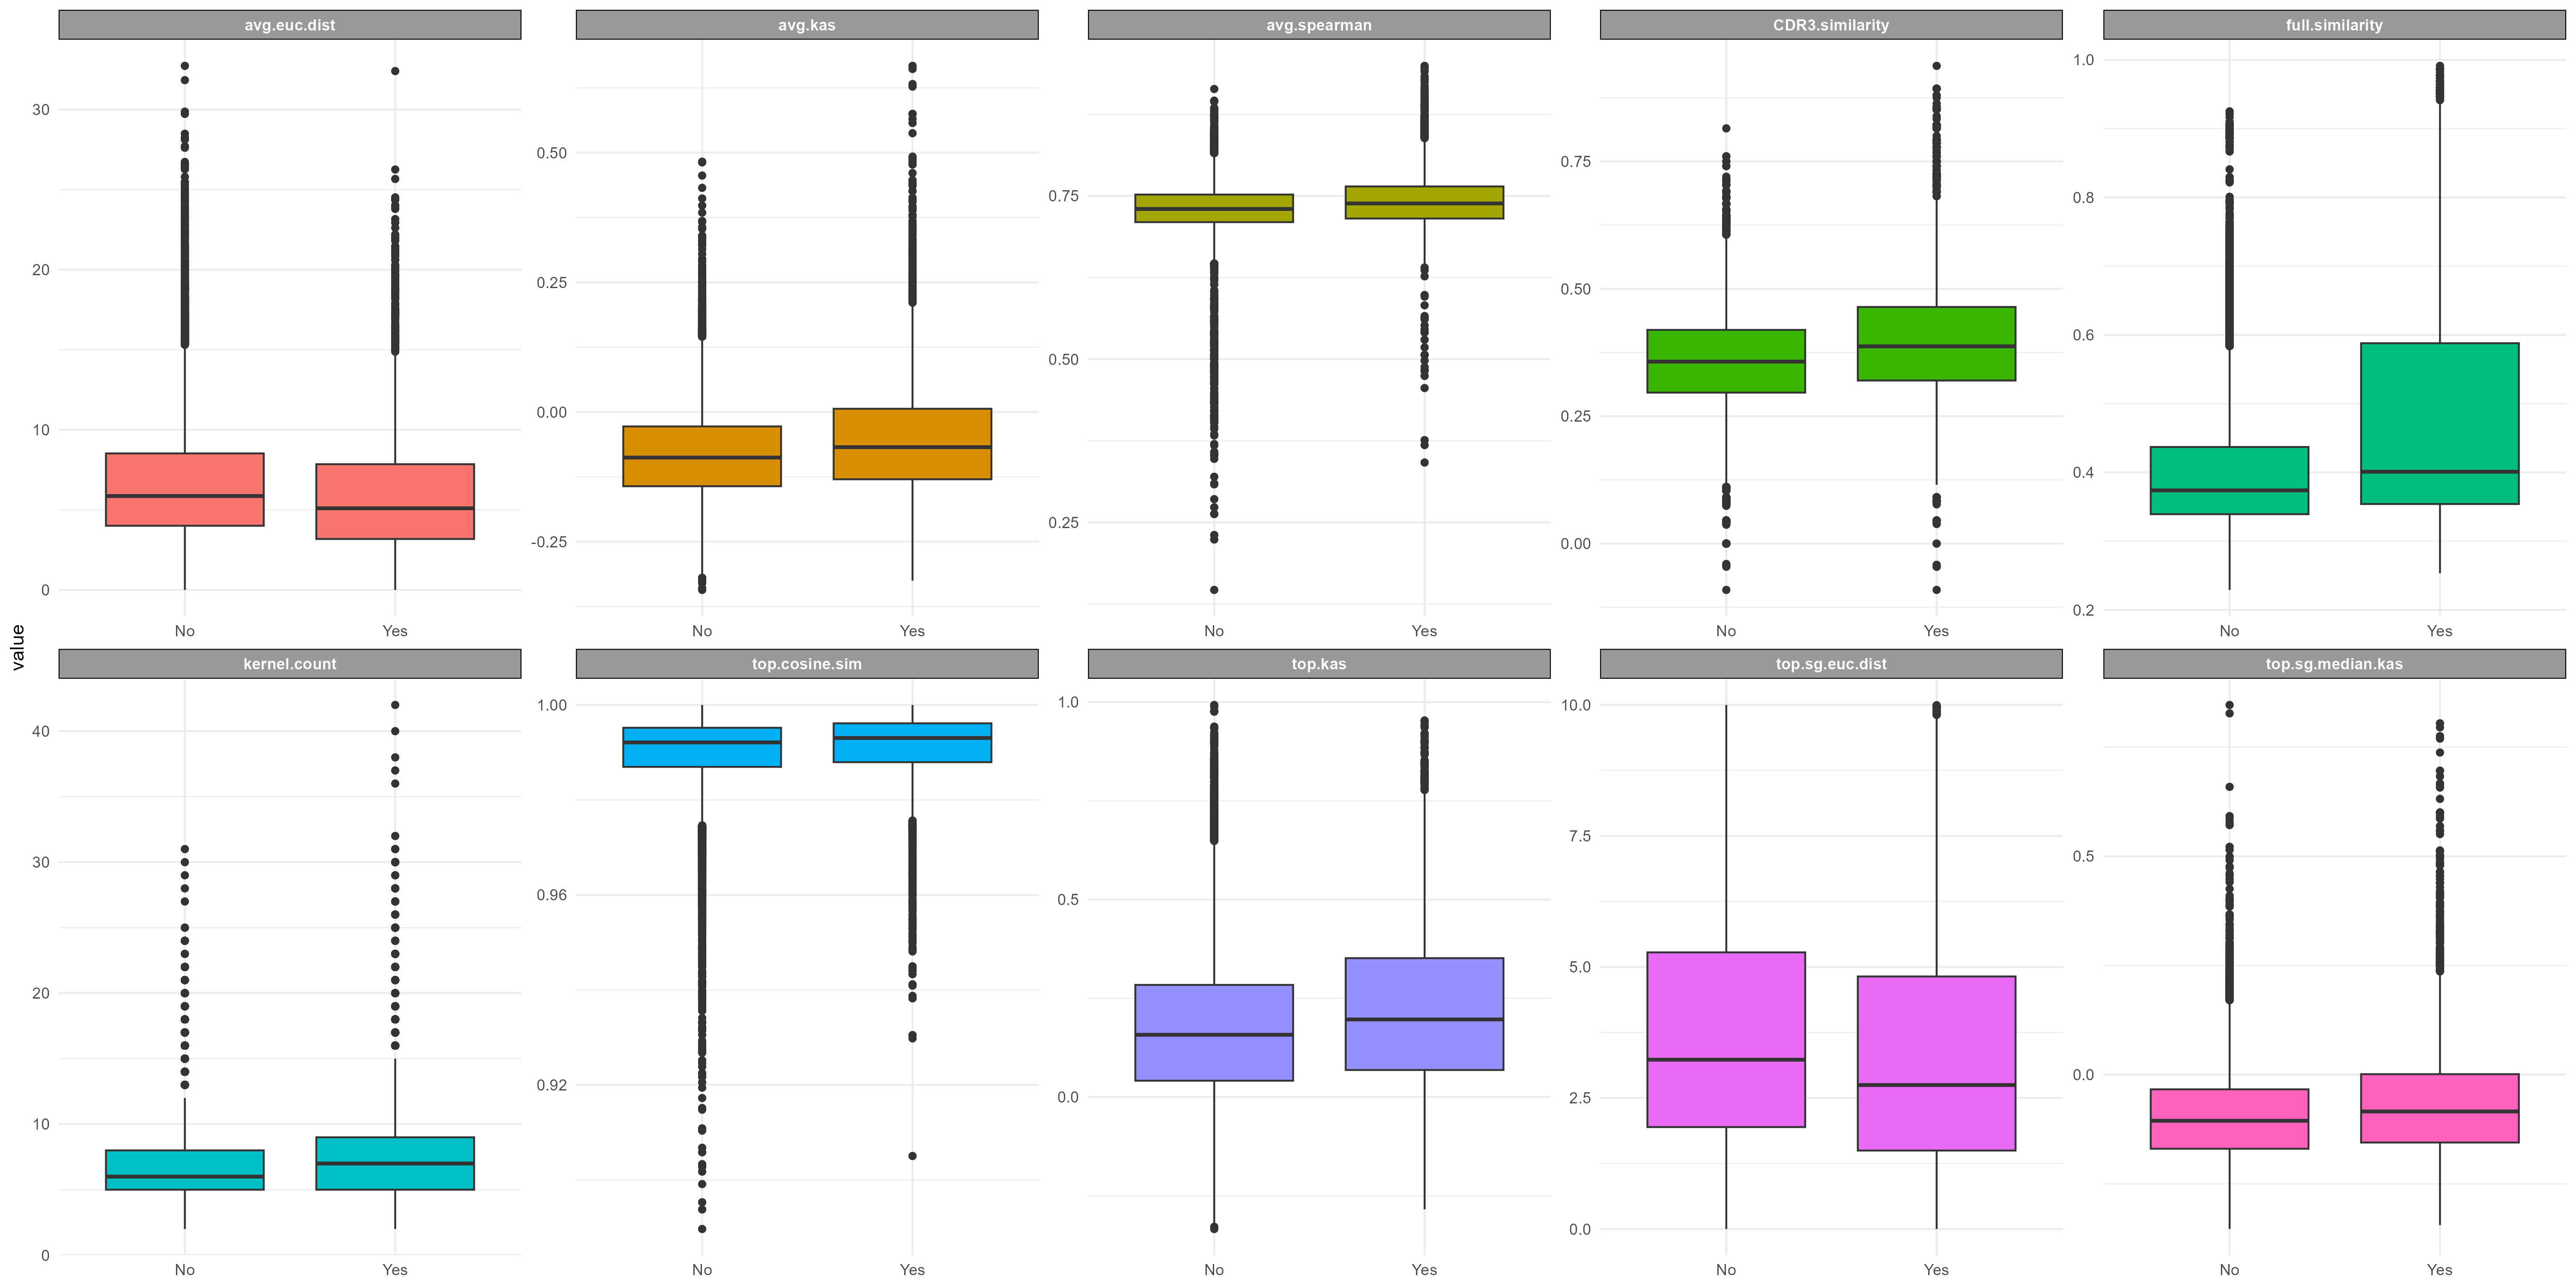 avg.euc.dist
avg.kas
avg.spearman
CDR3.similarity
full.similarity
30
20
10
0
0.50
0.25
0.00
-0.25
0.75
0.50
0.25
0.75
0.50
0.25
0.00
1.0
0.8
0.6
0.4
0.2
No Yes
No Yes
No Yes
No Yes
No Yes
value
kernel.count
top.cosine.sim
top.kas
top.sg.euc.dist
top.sg.median.kas
40
30
20
10
0
1.00
0.96
0.92
1.0
0.5
0.0
10.0
7.5
5.0
2.5
0.0
0.5
0.0
No Yes
No Yes
No Yes
No Yes
No Yes